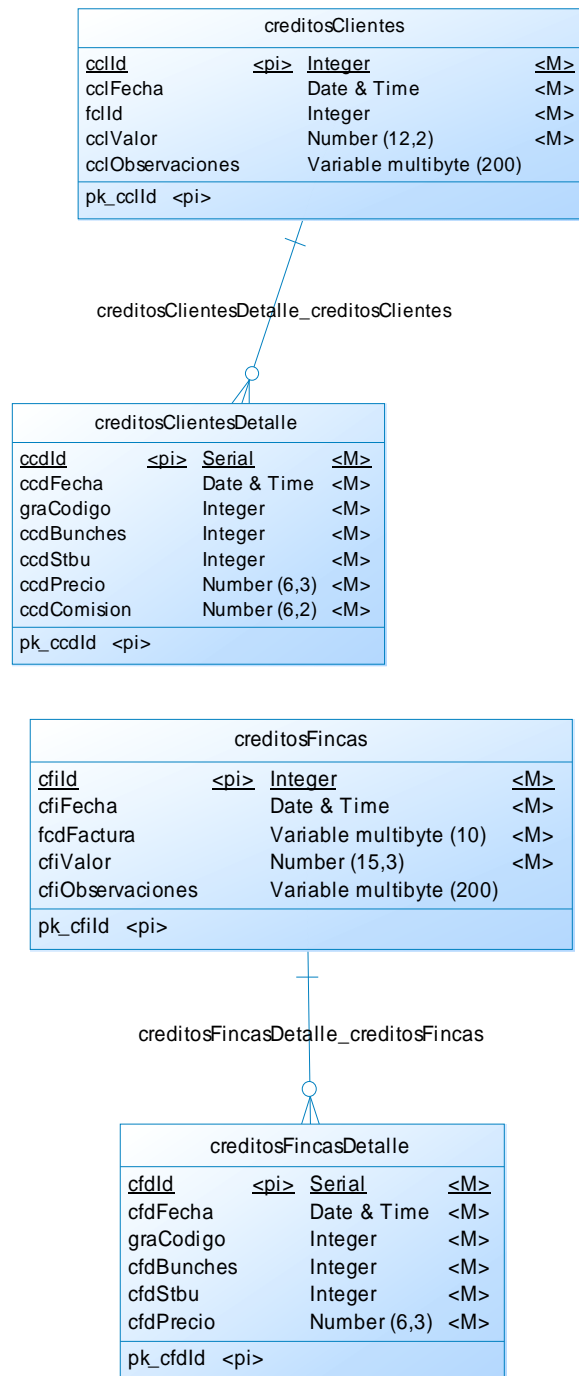 creditosClientes
cclId <pi> Integer <M>
cclFecha Date & Time <M>
fclId Integer <M>
cclValor Number (12,2) <M>
cclObservaciones Variable multibyte (200)
pk_cclId <pi>
creditosClientesDetalle_creditosClientes
creditosClientesDetalle
ccdId <pi> Serial <M>
ccdFecha Date & Time <M>
graCodigo Integer <M>
ccdBunches Integer <M>
ccdStbu Integer <M>
ccdPrecio Number (6,3) <M>
ccdComision Number (6,2) <M>
pk_ccdId <pi>
creditosFincas
cfiId <pi> Integer <M>
cfiFecha Date & Time <M>
fcdFactura Variable multibyte (10) <M>
cfiValor Number (15,3) <M>
cfiObservaciones Variable multibyte (200)
pk_cfiId <pi>
creditosFincasDetalle_creditosFincas
creditosFincasDetalle
cfdId <pi> Serial <M>
cfdFecha Date & Time <M>
graCodigo Integer <M>
cfdBunches Integer <M>
cfdStbu Integer <M>
cfdPrecio Number (6,3) <M>
pk_cfdId <pi>